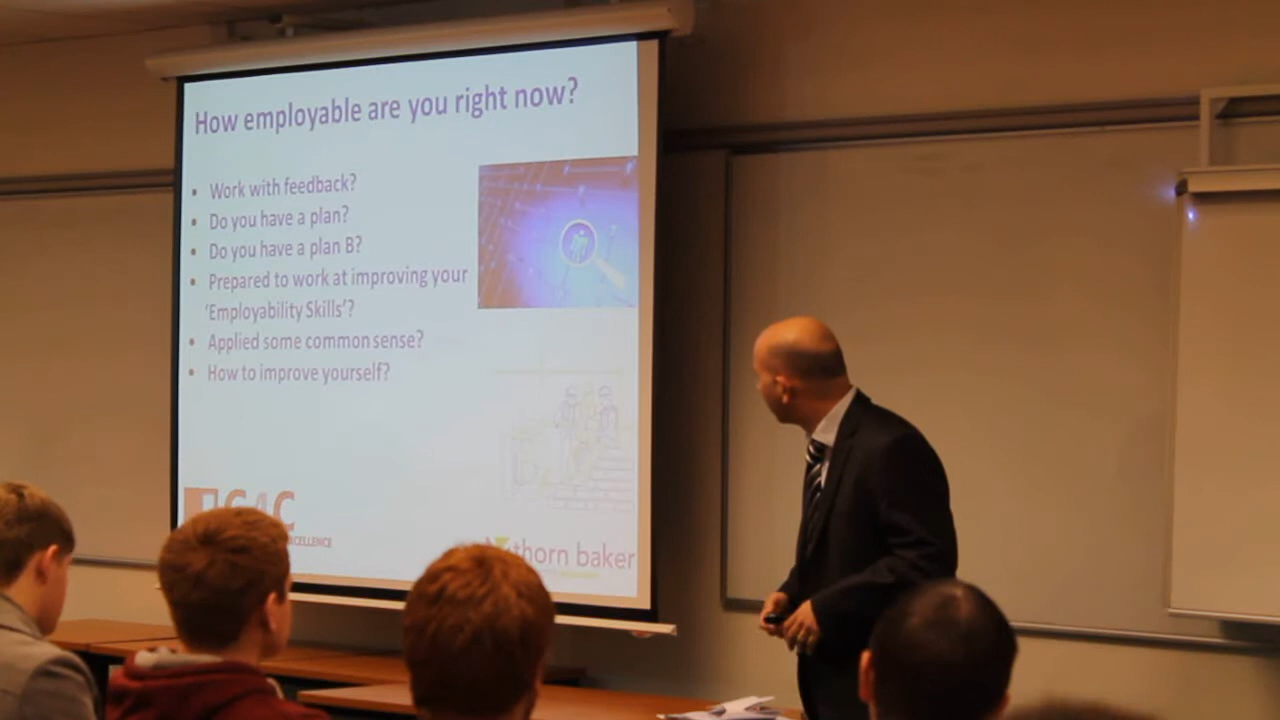 How employable are you right now?
• Work with feedback?
• Do you have a plan?
• Do you have a plan B?
• Prepared to work at improving your
'Employability Skills'?
• Applied some common sense?
• How to improve yourself?
thorn baker